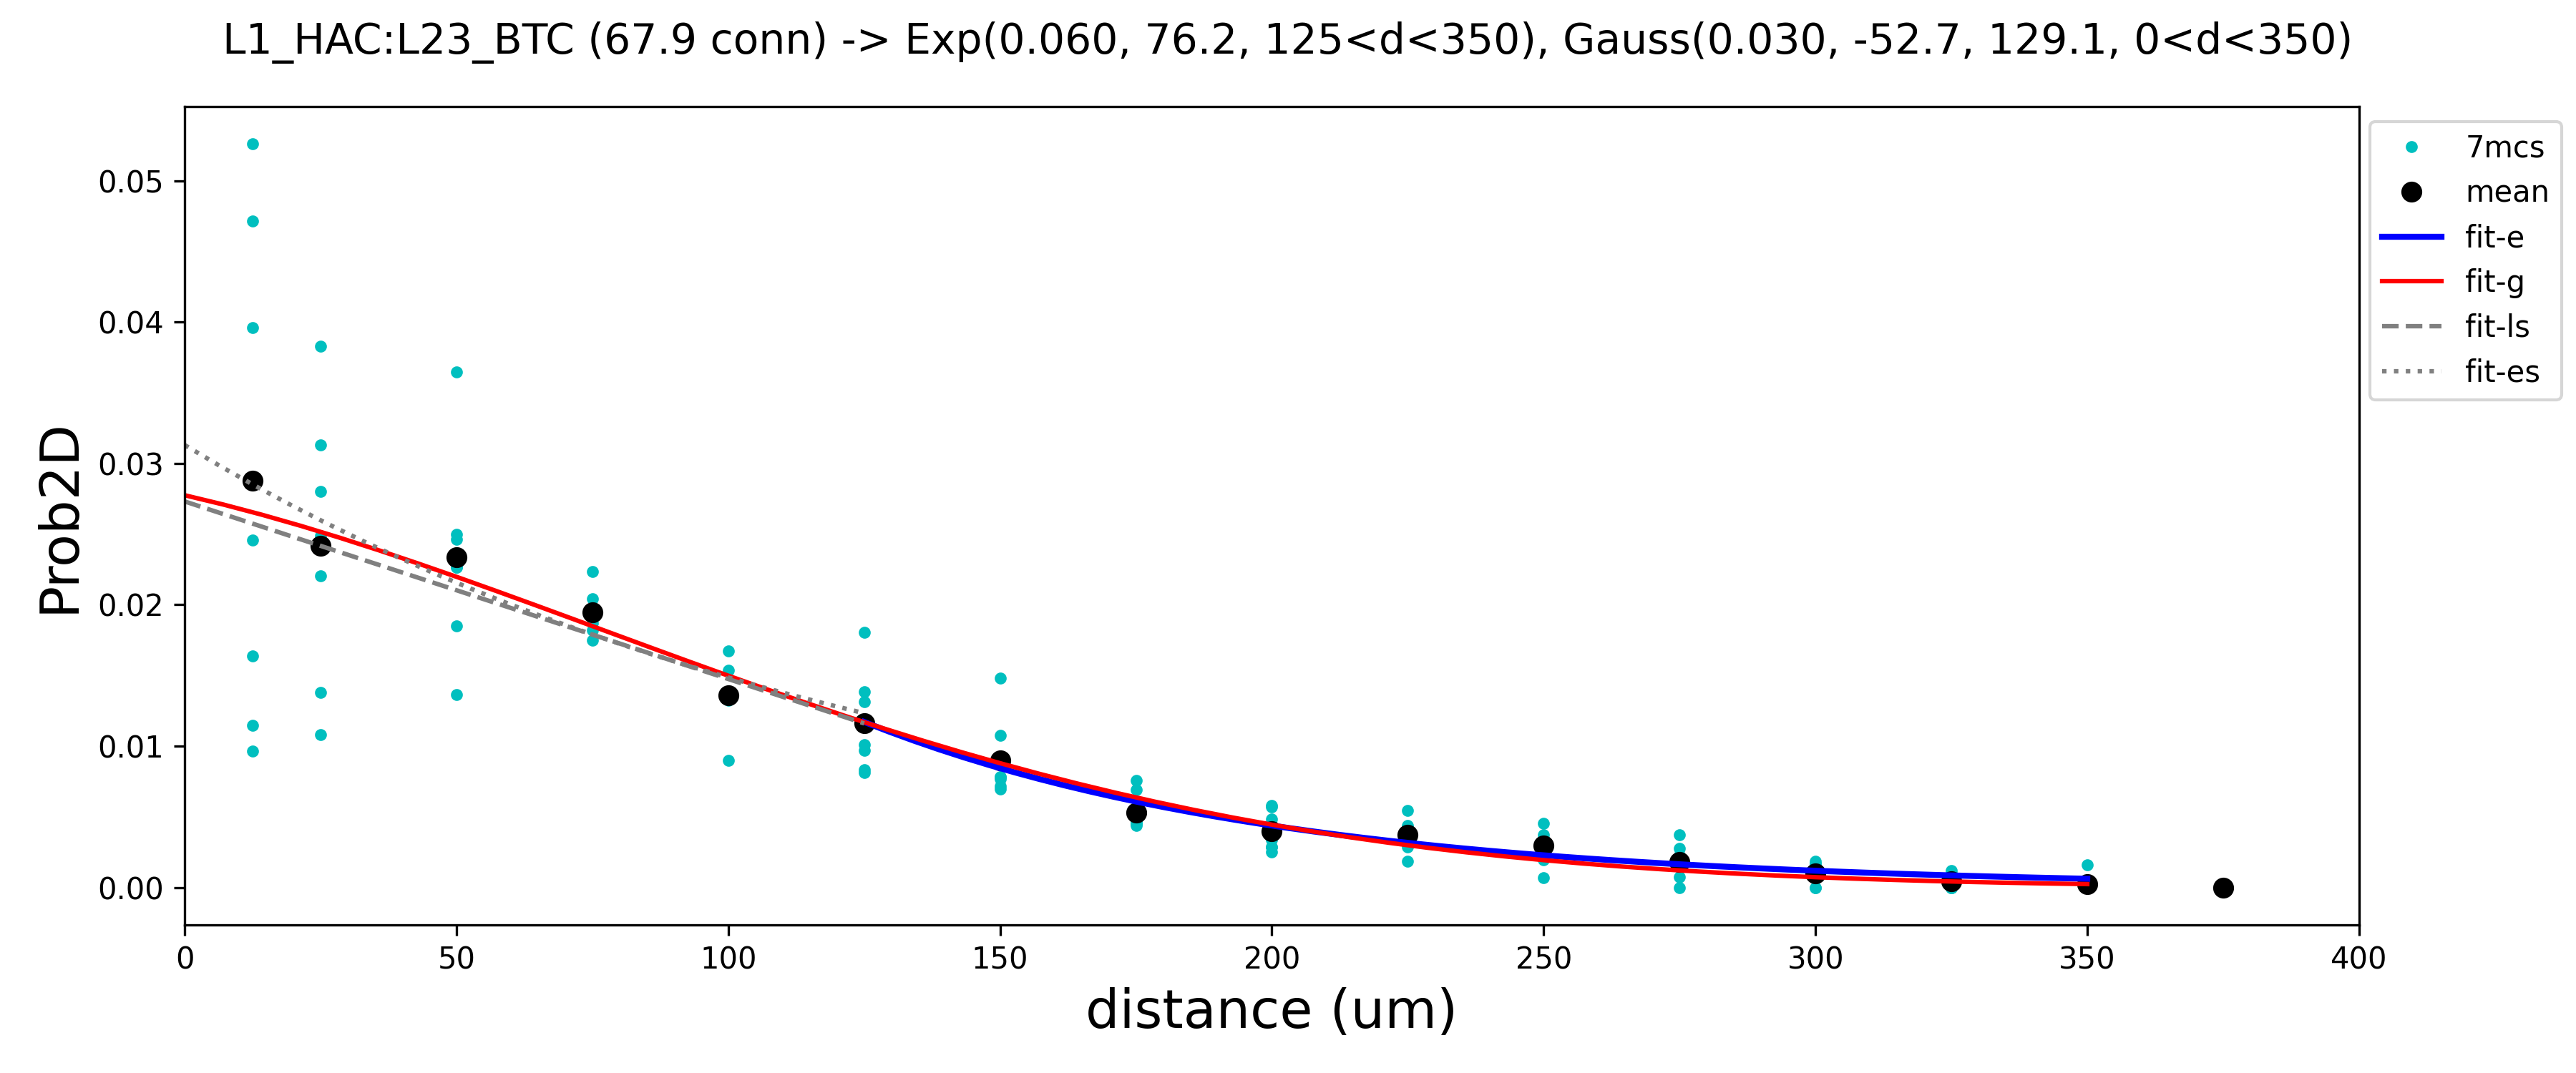 L1_HAC:L23_BTC (67.9 conn) -> Exp(0.060, 76.2, 125<d<350), Gauss(0.030, -52.7, 129.1, 0<d<350)
0.05
0.04
0.03
0.02
0.01
0.00
Prob2D
0 50 100 150 200 250 300 350 400
distance (um)
7mcs
mean
fit-e
fit-g
fit-ls
fit-es